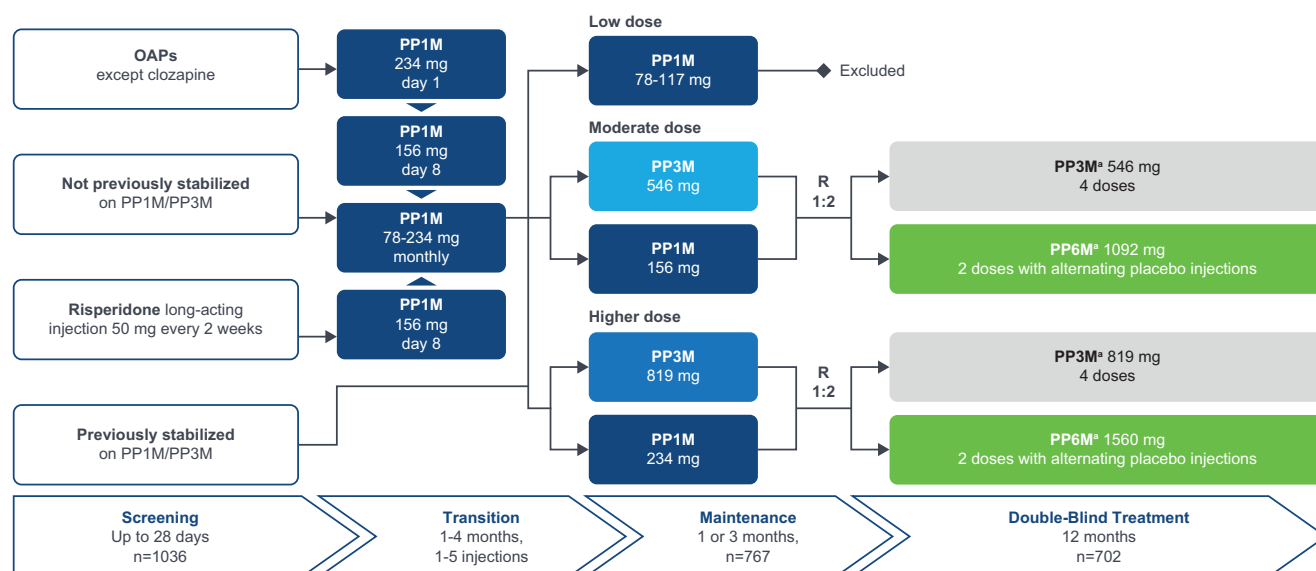 OAPs
except clozapine
Not previously stabilized
on PP1M/PP3M
Risperidone long-acting
injection 50 mg every 2 weeks
Previously stabilized
on PP1M/PP3M
PP1M
234 mg
day 1
PP1M
156 mg
day 8
PP1M
78-234 mg
monthly
PP1M
156 mg
day 8
Low dose
PP1M
78-117 mg
Excluded
Moderate dose
PP3M
546 mg
PP1M
156 mg
R
1:2
PP3Mᵃ 546 mg
4 doses
PP6Mᵃ 1092 mg
2 doses with alternating placebo injections
Higher dose
PP3M
819 mg
PP1M
234 mg
R
1:2
PP3Mᵃ 819 mg
4 doses
PP6Mᵃ 1560 mg
2 doses with alternating placebo injections
Screening
Up to 28 days
n=1036
Transition
1-4 months,
1-5 injections
Maintenance
1 or 3 months,
n=767
Double-Blind Treatment
12 months
n=702